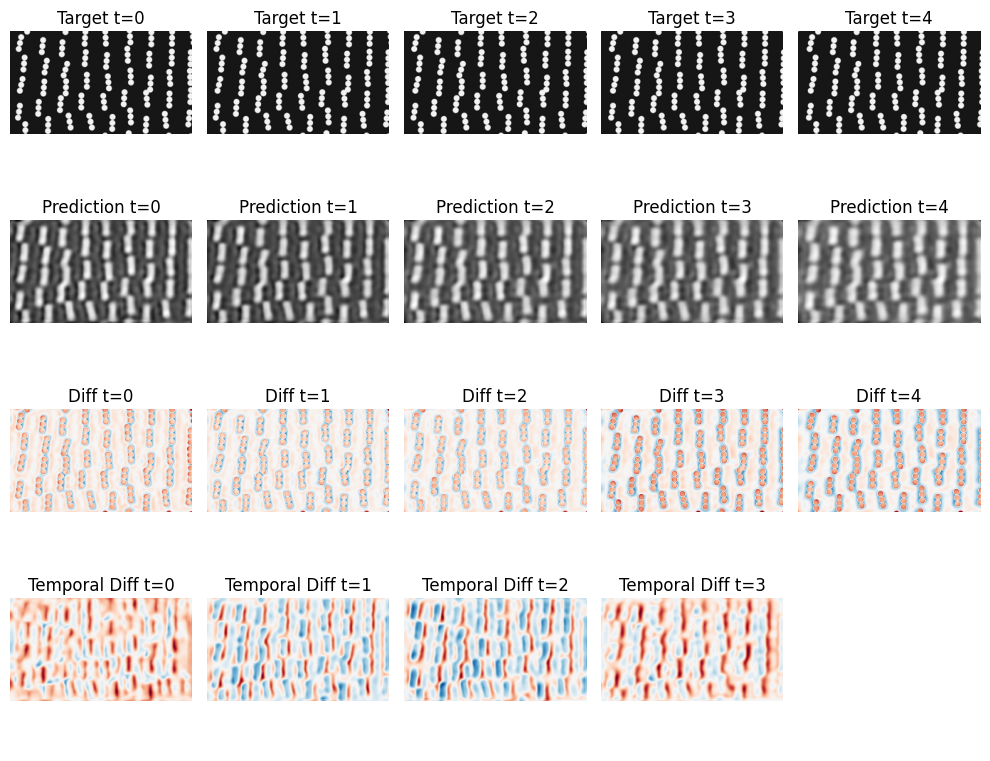 Target t=0 Target t=1 Target t=2 Target t=3 Target t=4
Prediction t=0 Prediction t=1 Prediction t=2 Prediction t=3 Prediction t=4
Diff t=0 Diff t=1 Diff t=2 Diff t=3 Diff t=4
Temporal Diff t=0 Temporal Diff t=1 Temporal Diff t=2 Temporal Diff t=3